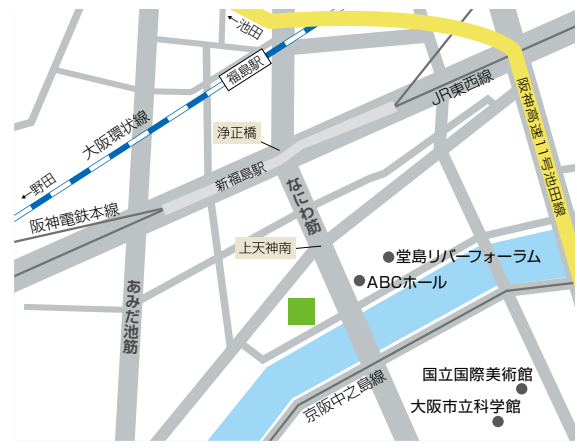 ←池田
福島駅
大阪環状線
JR東西線
浄正橋
阪神高速11号池田線
←野田
新福島駅
阪神電鉄本線
なにわ筋
上天神南
堂島リバーフォーラム
ABCホール
あみだ池筋
国立国際美術館
京阪中之島線
大阪市立科学館